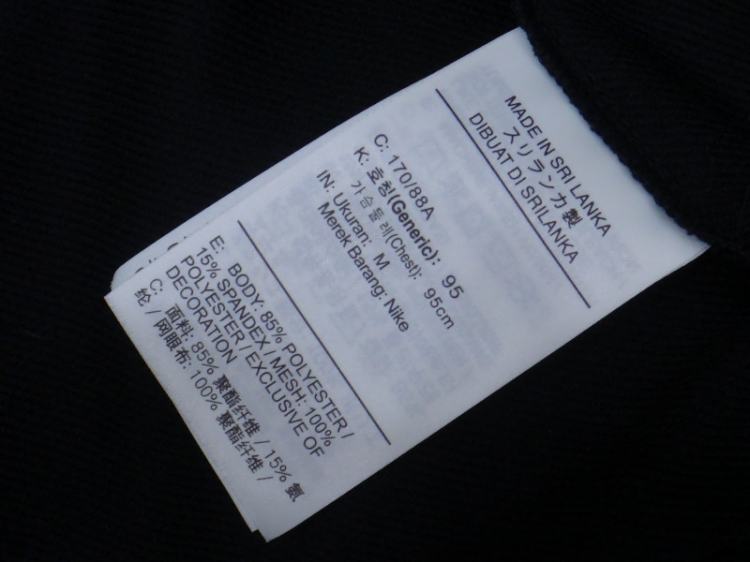 MADE IN SRI LANKA
スリランカ製
DIBUAT DI SRILANKA
C: 170/88A
K: 호칭(Generic): 95
가슴둘레(Chest): 95cm
IN: Ukuran: M
Merek Barang: Nike
E: BODY: 85% POLYESTER /
15% SPANDEX / MESH: 100%
POLYESTER / EXCLUSIVE OF
DECORATION
C: 面料: 85% 聚酯纤维 / 15% 氨
纶 / 网眼布: 100% 聚酯纤维 /